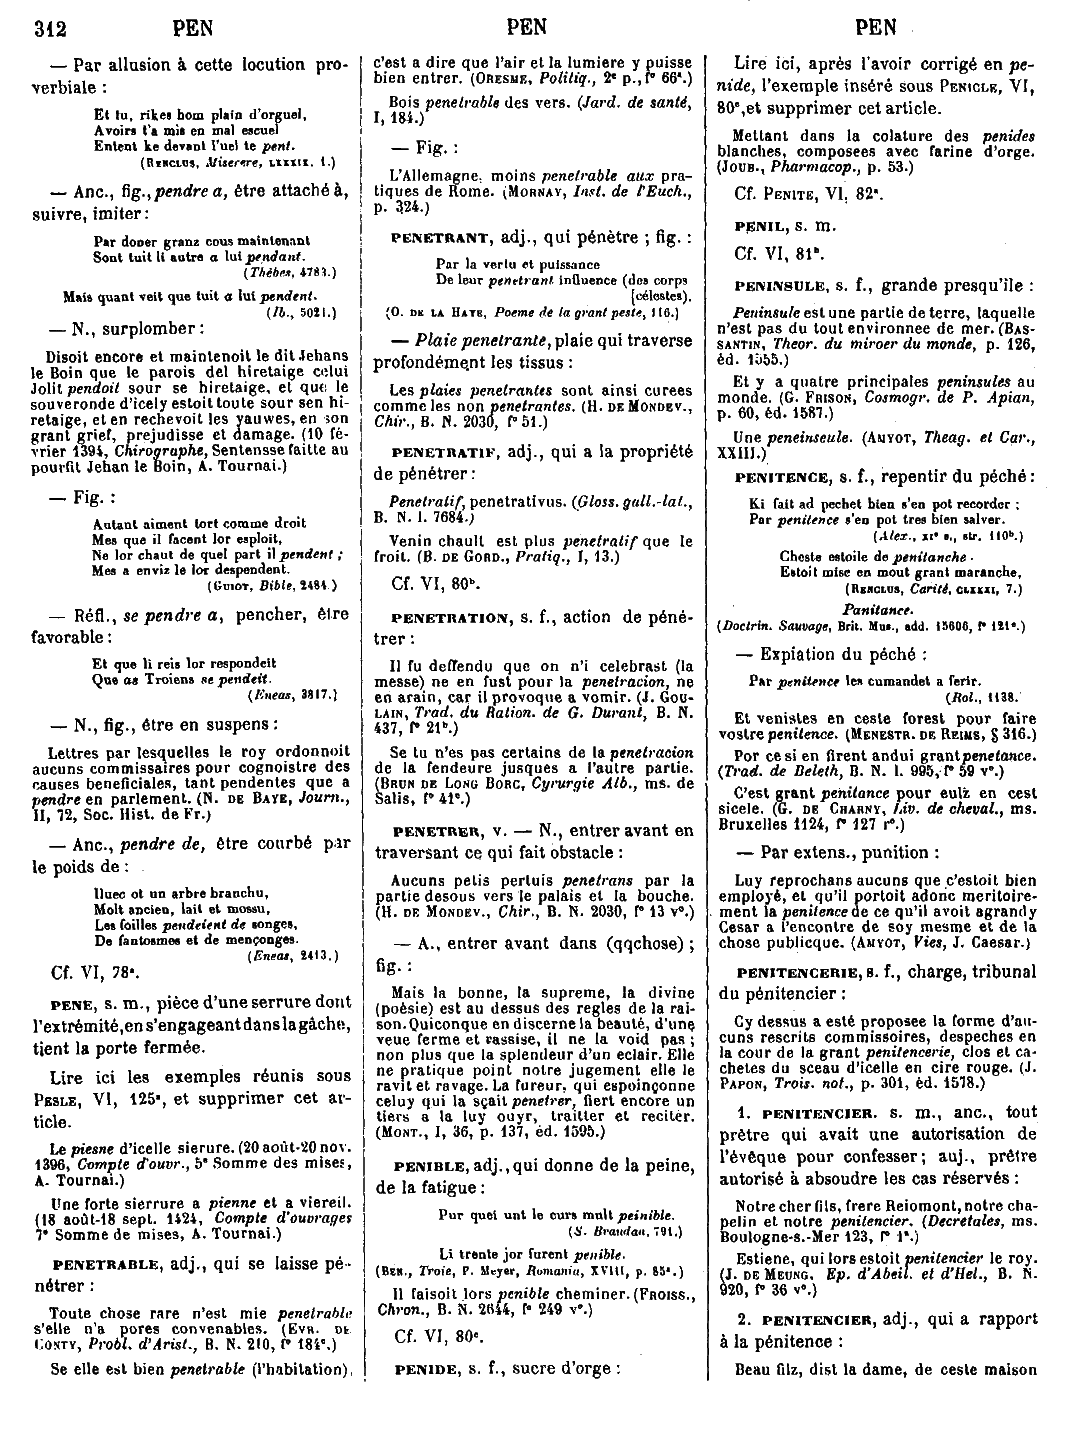 312 PEN PEN PEN
— Par allusion à cette locution pro-
verbiale :
Et tu, rikes hom plain d'orguel,
Avoirs t'a mis en mal escuel
Entent ke devant l'uel te pent.
(Renclus, Miserere, LXXXIX, 1.)
— Anc., fig., pendre a, être attaché à,
suivre, imiter :
Par doner granz cous maintenant
Sont tuit li autre a lui pendant.
(Thèbes, 4783.)
Mais quant veit que tuit a lui pendent.
(Ib., 5021.)
— N., surplomber :
Disoit encore et maintenoit le dit Jehans
le Boin que le parois del hiretaige celui
Jolit pendoit sour se hiretaige, et que le
souveronde d'icely estoit toute sour sen hi-
retaige, et en rechevoit les yauwes, en son
grant grief, prejudisse et damage. (10 fé-
vrier 1394, Chirographe, Sentensse faitte au
pourfit Jehan le Boin, A. Tournai.)
— Fig. :
Autant aiment tort comme droit
Mes que il facent lor esploit,
Ne lor chaut de quel part il pendent ;
Mes a enviz le lor despendent.
(Guiot, Bible, 2484.)
— Réfl., se pendre a, pencher, être
favorable :
Et que li reis lor respondeit
Que as Troiens se pendeit.
(Eneas, 3817.)
— N., fig., être en suspens :
Lettres par lesquelles le roy ordonnoit
aucuns commissaires pour cognoistre des
causes beneficiales, tant pendentes que a
pendre en parlement. (N. de Baye, Journ.,
II, 72, Soc. Hist. de Fr.)
— Anc., pendre de, être courbé par
le poids de :
Iluec ot un arbre branchu,
Molt ancien, lait et mossu,
Les foilles pendeient de songes,
De fantosmes et de mençonges.
(Eneas, 2413.)
Cf. VI, 78ª.
PENE, s. m., pièce d'une serrure dont
l'extrémité, en s'engageant dans la gâche,
tient la porte fermée.
Lire ici les exemples réunis sous
Pesle, VI, 125ª, et supprimer cet ar-
ticle.
Le piesne d'icelle sierure. (20 août-20 nov.
1396, Compte d'ouvr., 5e Somme des mises,
A. Tournai.)
Une forte sierrure a pienne et a viereil.
(18 août-18 sept. 1424, Compte d'ouvrages
7e Somme de mises, A. Tournai.)
PENETRABLE, adj., qui se laisse pé-
nétrer :
Toute chose rare n'est mie penetrable
s'elle n'a pores convenables. (Evr. de
Conty, Probl. d'Arist., B. N. 210, fº 184c.)
Se elle est bien penetrable (l'habitation),
c'est a dire que l'air et la lumiere y puisse
bien entrer. (Oresme, Politiq., 2e p., fº 66ª.)
Bois penetrable des vers. (Jard. de santé,
I, 184.)
— Fig. :
L'Allemagne, moins penetrable aux pra-
tiques de Rome. (Mornay, Inst. de l'Euch.,
p. 324.)
PENETRANT, adj., qui pénètre ; fig. :
Par la vertu et puissance
De leur penetrant influence (des corps
[célestes).
(O. de la Haye, Poeme de la grant peste, 116.)
— Plaie penetrante, plaie qui traverse
profondément les tissus :
Les plaies penetrantes sont ainsi curees
comme les non penetrantes. (H. de Mondev.,
Chir., B. N. 2030, fº 51.)
PENETRATIF, adj., qui a la propriété
de pénétrer :
Penetratif, penetrativus. (Gloss. gall.-lat.,
B. N. l. 7684.)
Venin chault est plus penetratif que le
froit. (B. de Gord., Pratiq., I, 13.)
Cf. VI, 80b.
PENETRATION, s. f., action de péné-
trer :
Il fu deffendu que on n'i celebrast (la
messe) ne en fust pour la penetracion, ne
en arain, car il provoque a vomir. (J. Gou-
lain, Trad. du Ration. de G. Durant, B. N.
437, fº 21b.)
Se tu n'es pas certains de la penetracion
de la fendeure jusques a l'autre partie.
(Brun de Long Borc, Cyrurgie Alb., ms. de
Salis, fº 41c.)
PENETRER, v. — N., entrer avant en
traversant ce qui fait obstacle :
Aucuns petis pertuis penetrans par la
partie desous vers le palais et la bouche.
(H. de Mondev., Chir., B. N. 2030, fº 13 vº.)
— A., entrer avant dans (qqchose) ;
fig. :
Mais la bonne, la supreme, la divine
(poésie) est au dessus des regles de la rai-
son. Quiconque en discerne la beauté, d'une
veue ferme et rassise, il ne la void pas ;
non plus que la splendeur d'un eclair. Elle
ne pratique point notre jugement elle le
ravit et ravage. La fureur, qui espoinçonne
celuy qui la sçait penetrer, fiert encore un
tiers a la luy ouyr, traitter et reciter.
(Mont., I, 36, p. 137, éd. 1595.)
PENIBLE, adj., qui donne de la peine,
de la fatigue :
Pur quei unt le curs mult peinible.
(S. Brandan, 791.)
Li trente jor furent penible.
(Ben., Troie, P. Meyer, Romania, XVIII, p. 85ª.)
Il faisoit lors penible cheminer. (Froiss.,
Chron., B. N. 2644, fº 249 vº.)
Cf. VI, 80c.
PENIDE, s. f., sucre d'orge :
Lire ici, après l'avoir corrigé en pe-
nide, l'exemple inséré sous Penicle, VI,
80c, et supprimer cet article.
Mettant dans la colature des penides
blanches, composees avec farine d'orge.
(Joub., Pharmacop., p. 53.)
Cf. Penite, VI, 82ª.
PENIL, s. m.
Cf. VI, 81b.
PENINSULE, s. f., grande presqu'ile :
Peninsule est une partie de terre, laquelle
n'est pas du tout environnee de mer. (Bas-
santin, Theor. du miroer du monde, p. 126,
éd. 1555.)
Et y a quatre principales peninsules au
monde. (G. Frison, Cosmogr. de P. Apian,
p. 60, éd. 1587.)
Une peneinseule. (Amyot, Theag. et Car.,
XXIII.)
PENITENCE, s. f., repentir du péché :
Ki fait ad pechet bien s'en pot recorder ;
Par penitence s'en pot tres bien salver.
(Alex., XIe s., str. 110b.)
Cheste estoile de penitanche
Estoit mise en mout grant maranche,
(Renclus, Carité, CLXXXI, 7.)
Panitance.
(Doctrin. Sauvage, Brit. Mus., add. 15606, fº 121ª.)
— Expiation du péché :
Par penitence les cumandet a ferir.
(Rol., 1138.
Et venistes en ceste forest pour faire
vostre penitence. (Menestr. de Reims, § 316.)
Por ce si en firent andui grant penetance.
(Trad. de Beleth, B. N. l. 995, fº 59 vº.)
C'est grant penitance pour eulz en cest
sicele. (G. de Charny, Liv. de cheval., ms.
Bruxelles 1124, fº 127 rº.)
— Par extens., punition :
Luy reprochans aucuns que c'estoit bien
employé, et qu'il portoit adonc meritoire-
ment la penitence de ce qu'il avoit agrandy
Cesar a l'encontre de soy mesme et de la
chose publicque. (Amyot, Vies, J. Caesar.)
PENITENCERIE, s. f., charge, tribunal
du pénitencier :
Cy dessus a esté proposee la forme d'au-
cuns rescrits commissoires, despeches en
la cour de la grant penitencerie, clos et ca-
chetes du sceau d'icelle en cire rouge. (J.
Papon, Trois. not., p. 301, éd. 1578.)
1. PENITENCIER. s. m., anc., tout
prêtre qui avait une autorisation de
l'évêque pour confesser ; auj., prêtre
autorisé à absoudre les cas réservés :
Notre cher fils, frere Reiomont, notre cha-
pelin et notre penitencier. (Decretales, ms.
Boulogne-s.-Mer 123, fº 1ª.)
Estiene, qui lors estoit penitencier le roy.
(J. de Meung, Ep. d'Abeil. et d'Hel., B. N.
920, fº 36 vº.)
2. PENITENCIER, adj., qui a rapport
à la pénitence :
Beau filz, dist la dame, de ceste maison